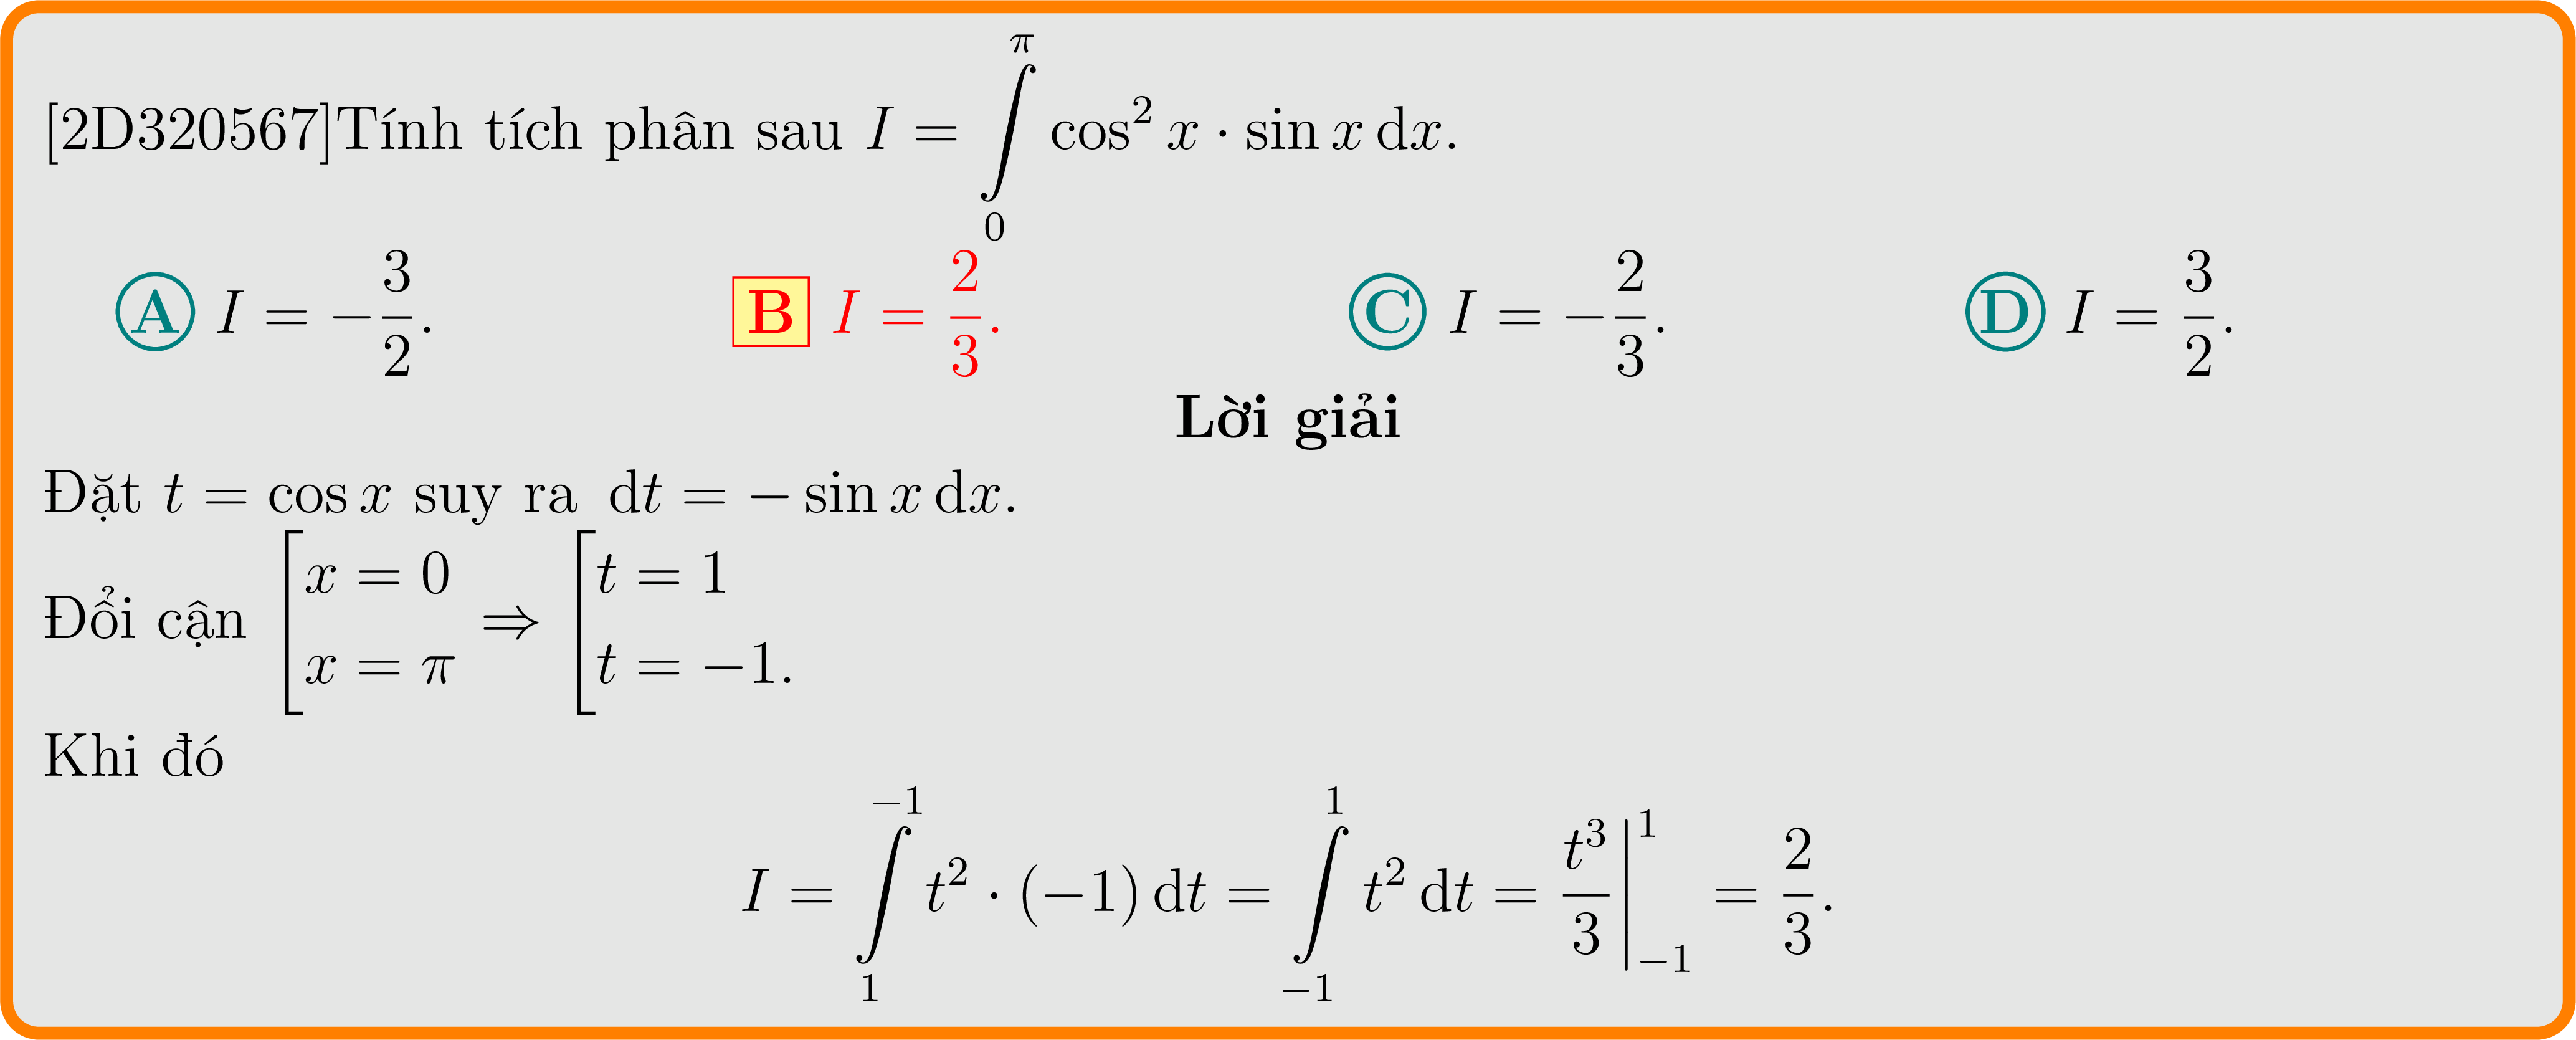 [2D320567]Tính tích phân sau $I = \int\limits_{0}^{\pi} \cos^2 x \cdot \sin x \, \mathrm{d}x.$
A $I = -\frac{3}{2}.$ B $I = \frac{2}{3}.$ C $I = -\frac{2}{3}.$ D $I = \frac{3}{2}.$
Lời giải
Đặt $t = \cos x$ suy ra $\mathrm{d}t = -\sin x \, \mathrm{d}x.$
Đổi cận $\left[\begin{array}{l} x = 0 \\ x = \pi \end{array}\right. \Rightarrow \left[\begin{array}{l} t = 1 \\ t = -1. \end{array}\right.$
Khi đó
$I = \int\limits_{1}^{-1} t^2 \cdot (-1) \, \mathrm{d}t = \int\limits_{-1}^{1} t^2 \, \mathrm{d}t = \left. \frac{t^3}{3} \right|_{-1}^{1} = \frac{2}{3}.$